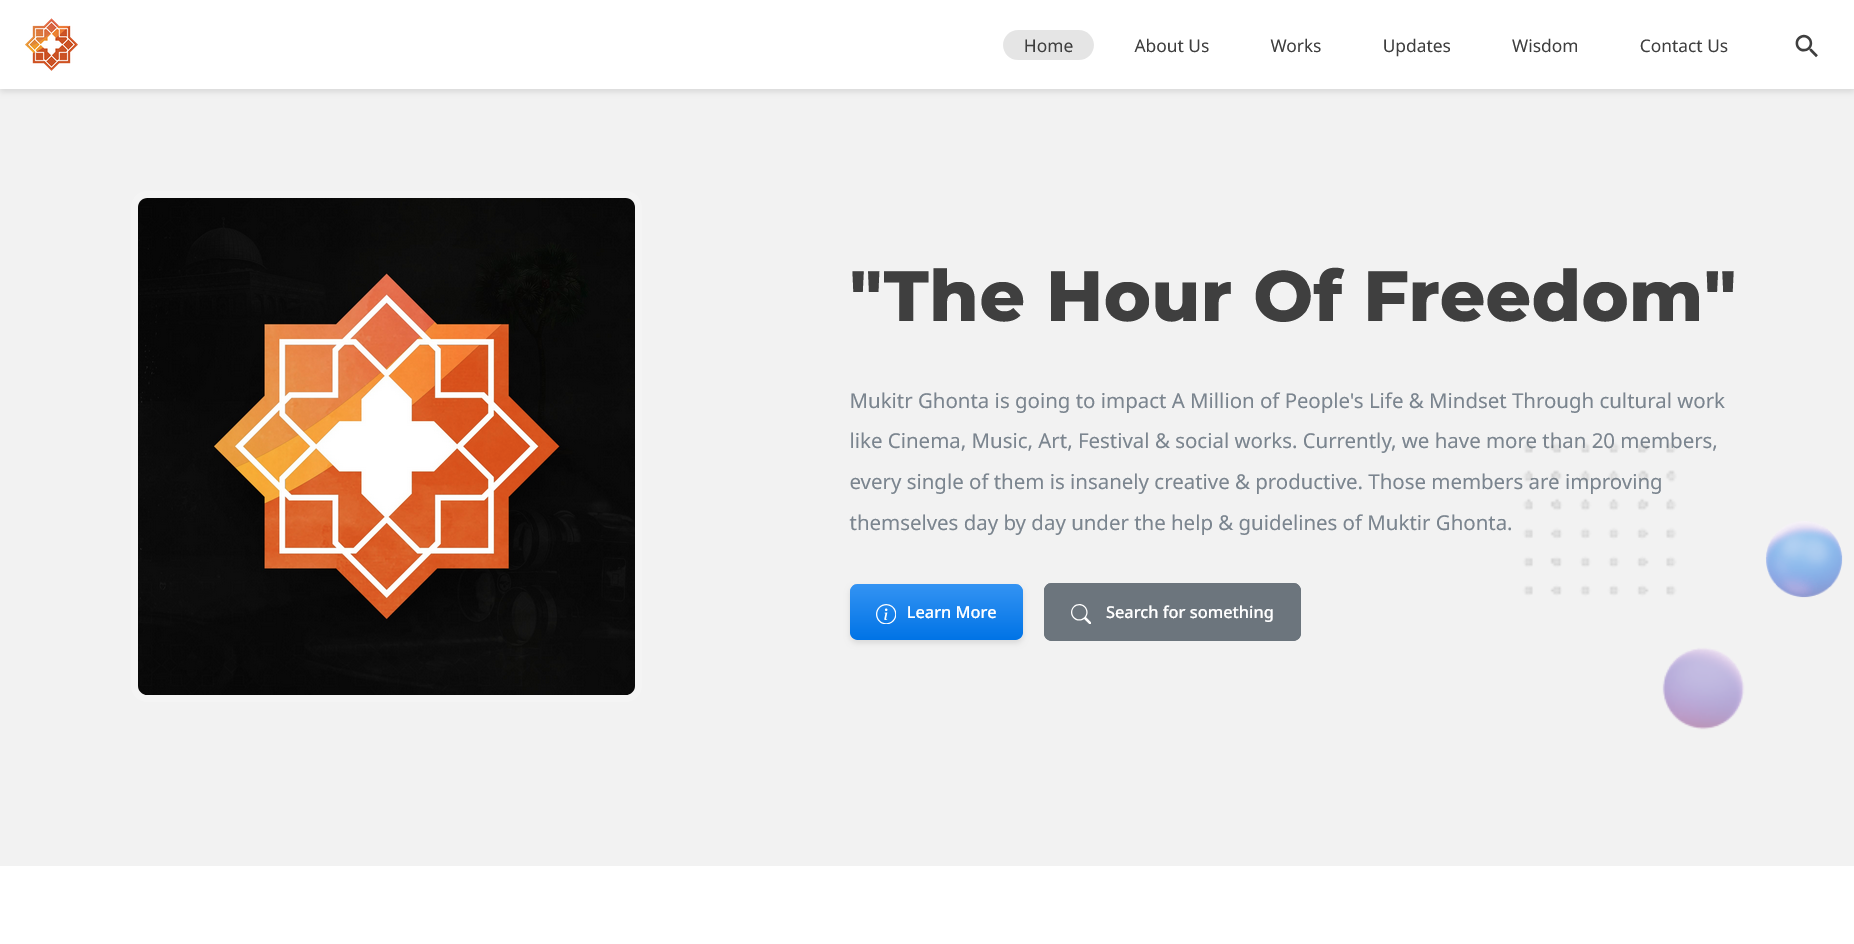 Home About Us Works Updates Wisdom Contact Us
"The Hour Of Freedom"
Mukitr Ghonta is going to impact A Million of People's Life & Mindset Through cultural work
like Cinema, Music, Art, Festival & social works. Currently, we have more than 20 members,
every single of them is insanely creative & productive. Those members are improving
themselves day by day under the help & guidelines of Muktir Ghonta.
Learn More Search for something